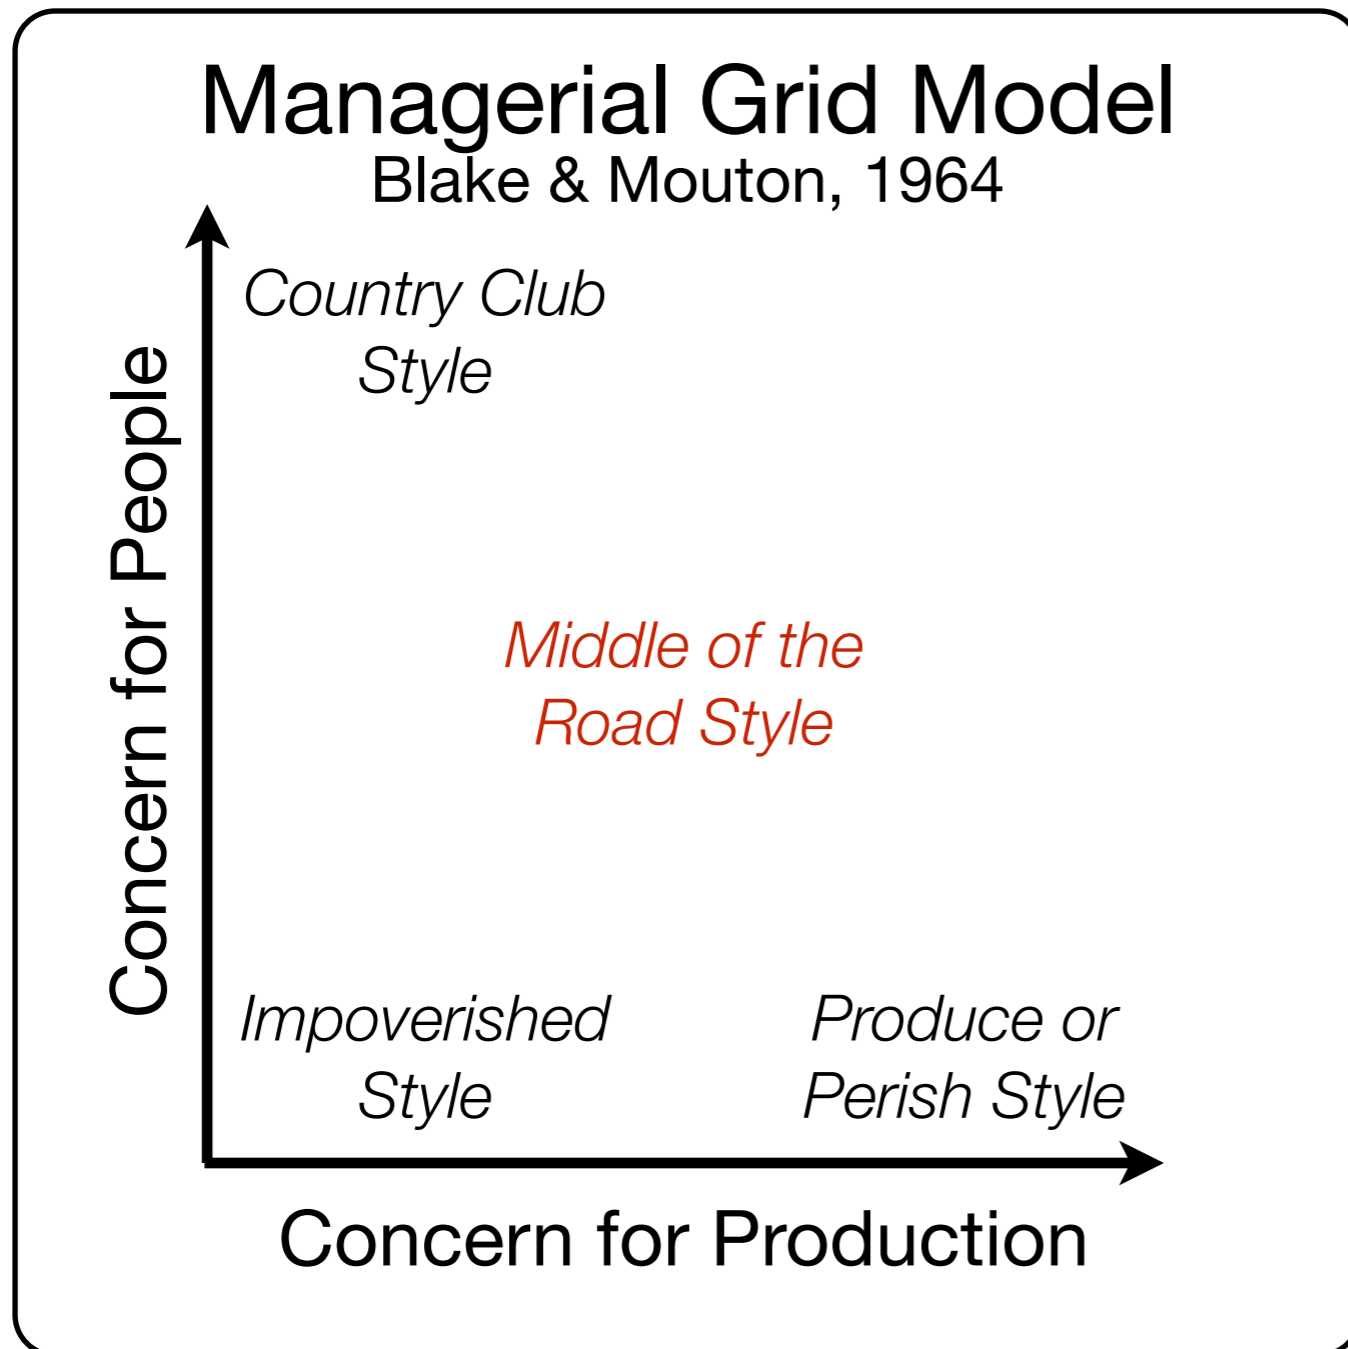 Managerial Grid Model
Blake & Mouton, 1964
Country Club
Style
Concern for People
Middle of the
Road Style
Impoverished
Style
Produce or
Perish Style
Concern for Production